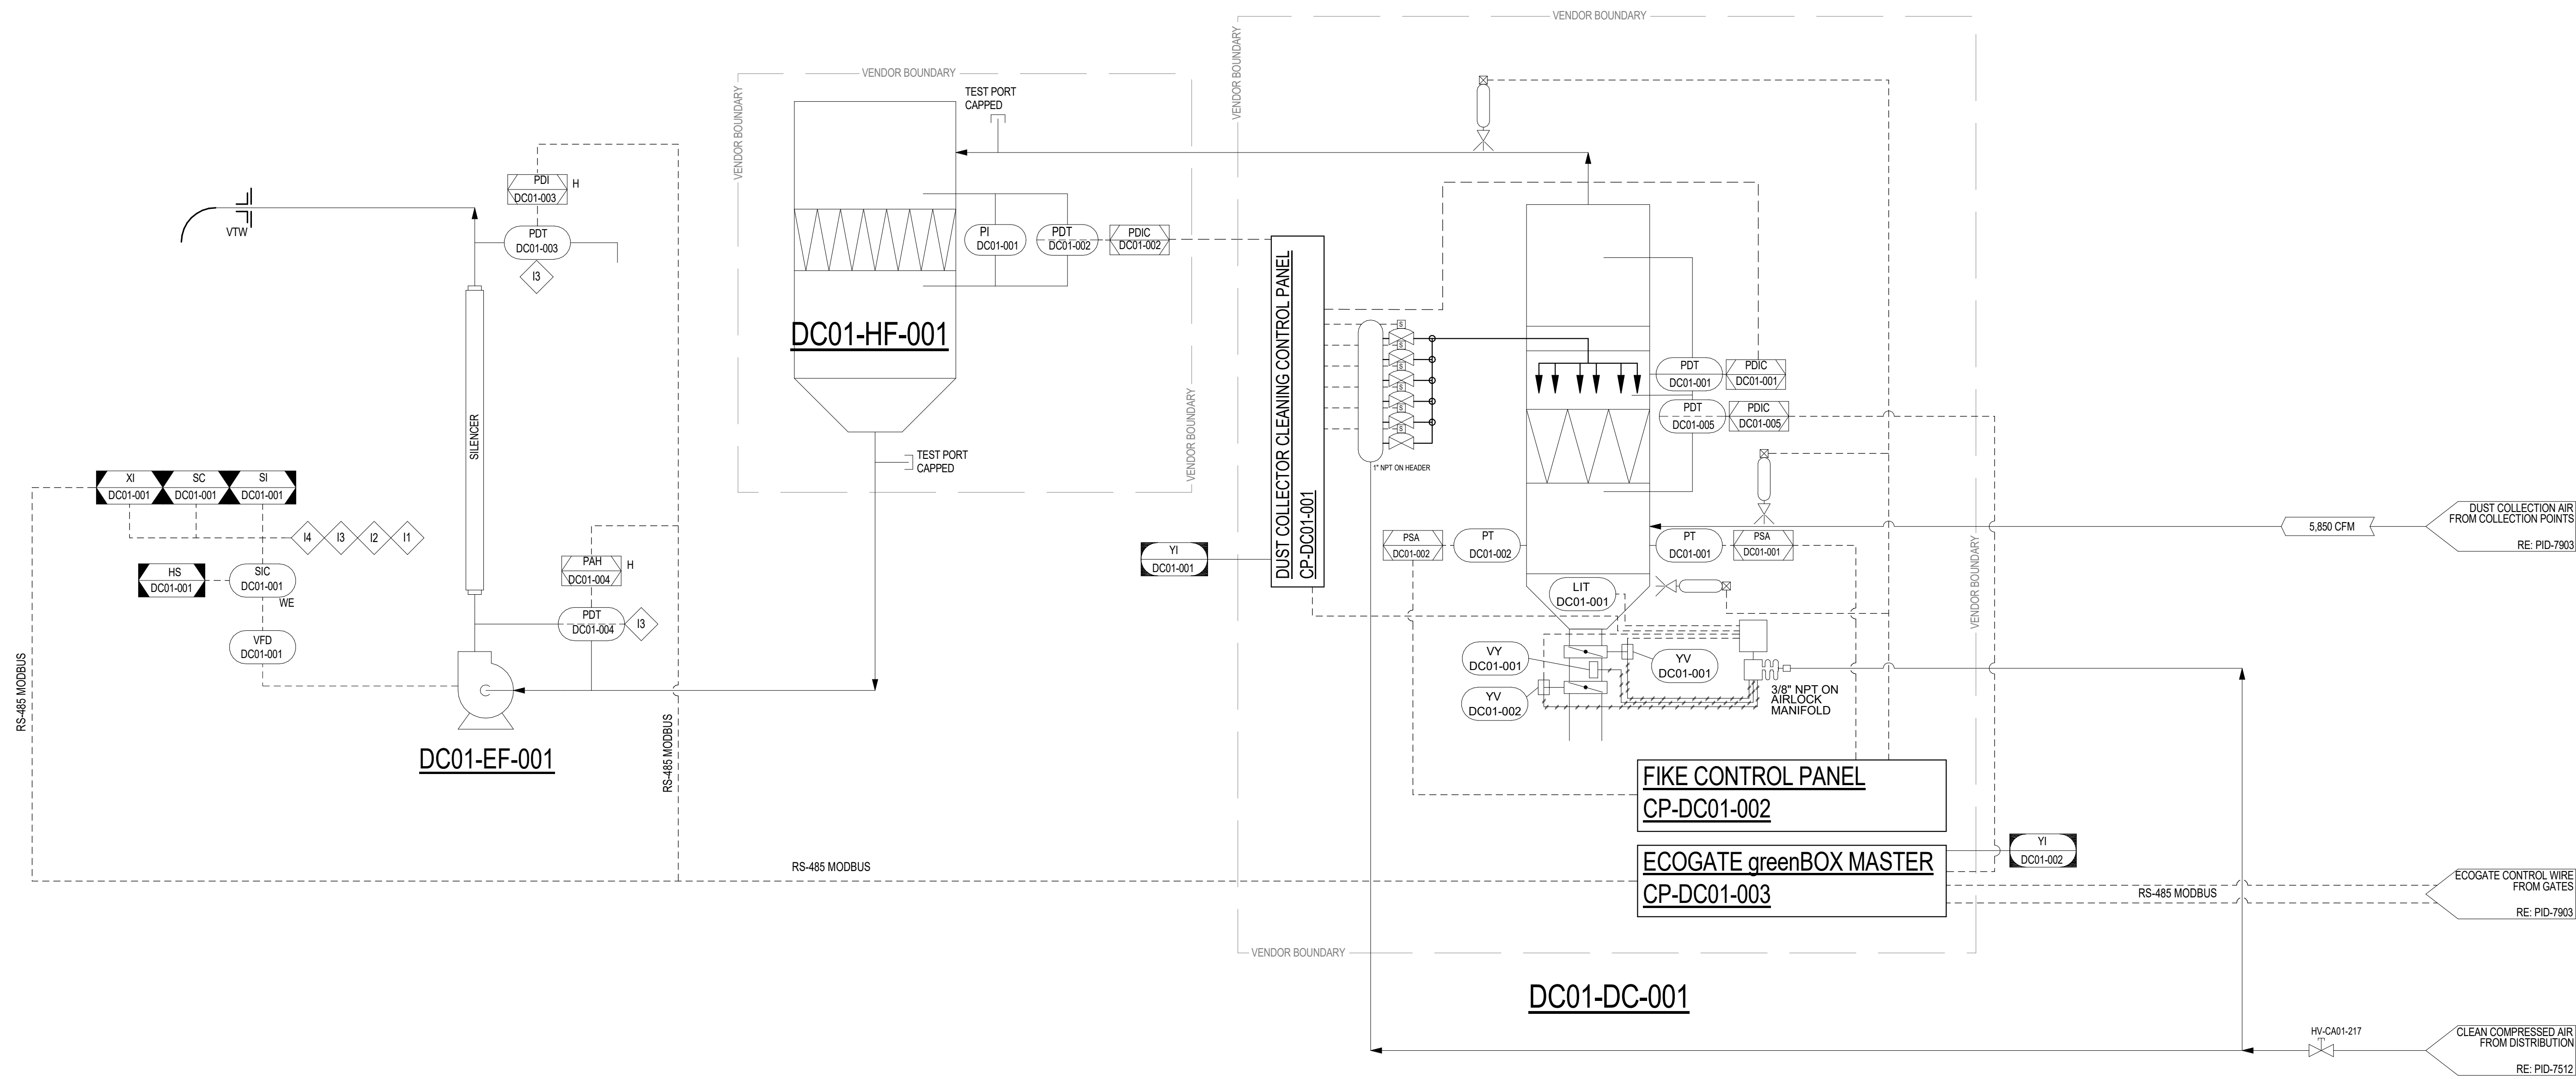 VENDOR BOUNDARY
VENDOR BOUNDARY
VENDOR BOUNDARY
VENDOR BOUNDARY
TEST PORT
CAPPED
PDI
DC01-003
H
PDT
DC01-003
I3
VTW
SILENCER
DC01-HF-001
PI
DC01-001
PDT
DC01-002
PDIC
DC01-002
VENDOR BOUNDARY
VENDOR BOUNDARY
TEST PORT
CAPPED
DUST COLLECTOR CLEANING CONTROL PANEL
CP-DC01-001
S
S
S
S
S
S
1" NPT ON HEADER
PDT
DC01-001
PDIC
DC01-001
PDT
DC01-005
PDIC
DC01-005
XI
DC01-001
SC
DC01-001
SI
DC01-001
I4
I3
I2
I1
HS
DC01-001
SIC
DC01-001
WE
VFD
DC01-001
PAH
DC01-004
H
PDT
DC01-004
I3
YI
DC01-001
PSA
DC01-002
PT
DC01-002
PT
DC01-001
PSA
DC01-001
5,850 CFM
DUST COLLECTION AIR
FROM COLLECTION POINTS
RE: PID-7903
LIT
DC01-001
VENDOR BOUNDARY
VY
DC01-001
YV
DC01-001
YV
DC01-002
3/8" NPT ON
AIRLOCK
MANIFOLD
RS-485 MODBUS
RS-485 MODBUS
DC01-EF-001
FIKE CONTROL PANEL
CP-DC01-002
RS-485 MODBUS
ECOGATE greenBOX MASTER
CP-DC01-003
YI
DC01-002
RS-485 MODBUS
ECOGATE CONTROL WIRE
FROM GATES
RE: PID-7903
VENDOR BOUNDARY
DC01-DC-001
HV-CA01-217
CLEAN COMPRESSED AIR
FROM DISTRIBUTION
RE: PID-7512